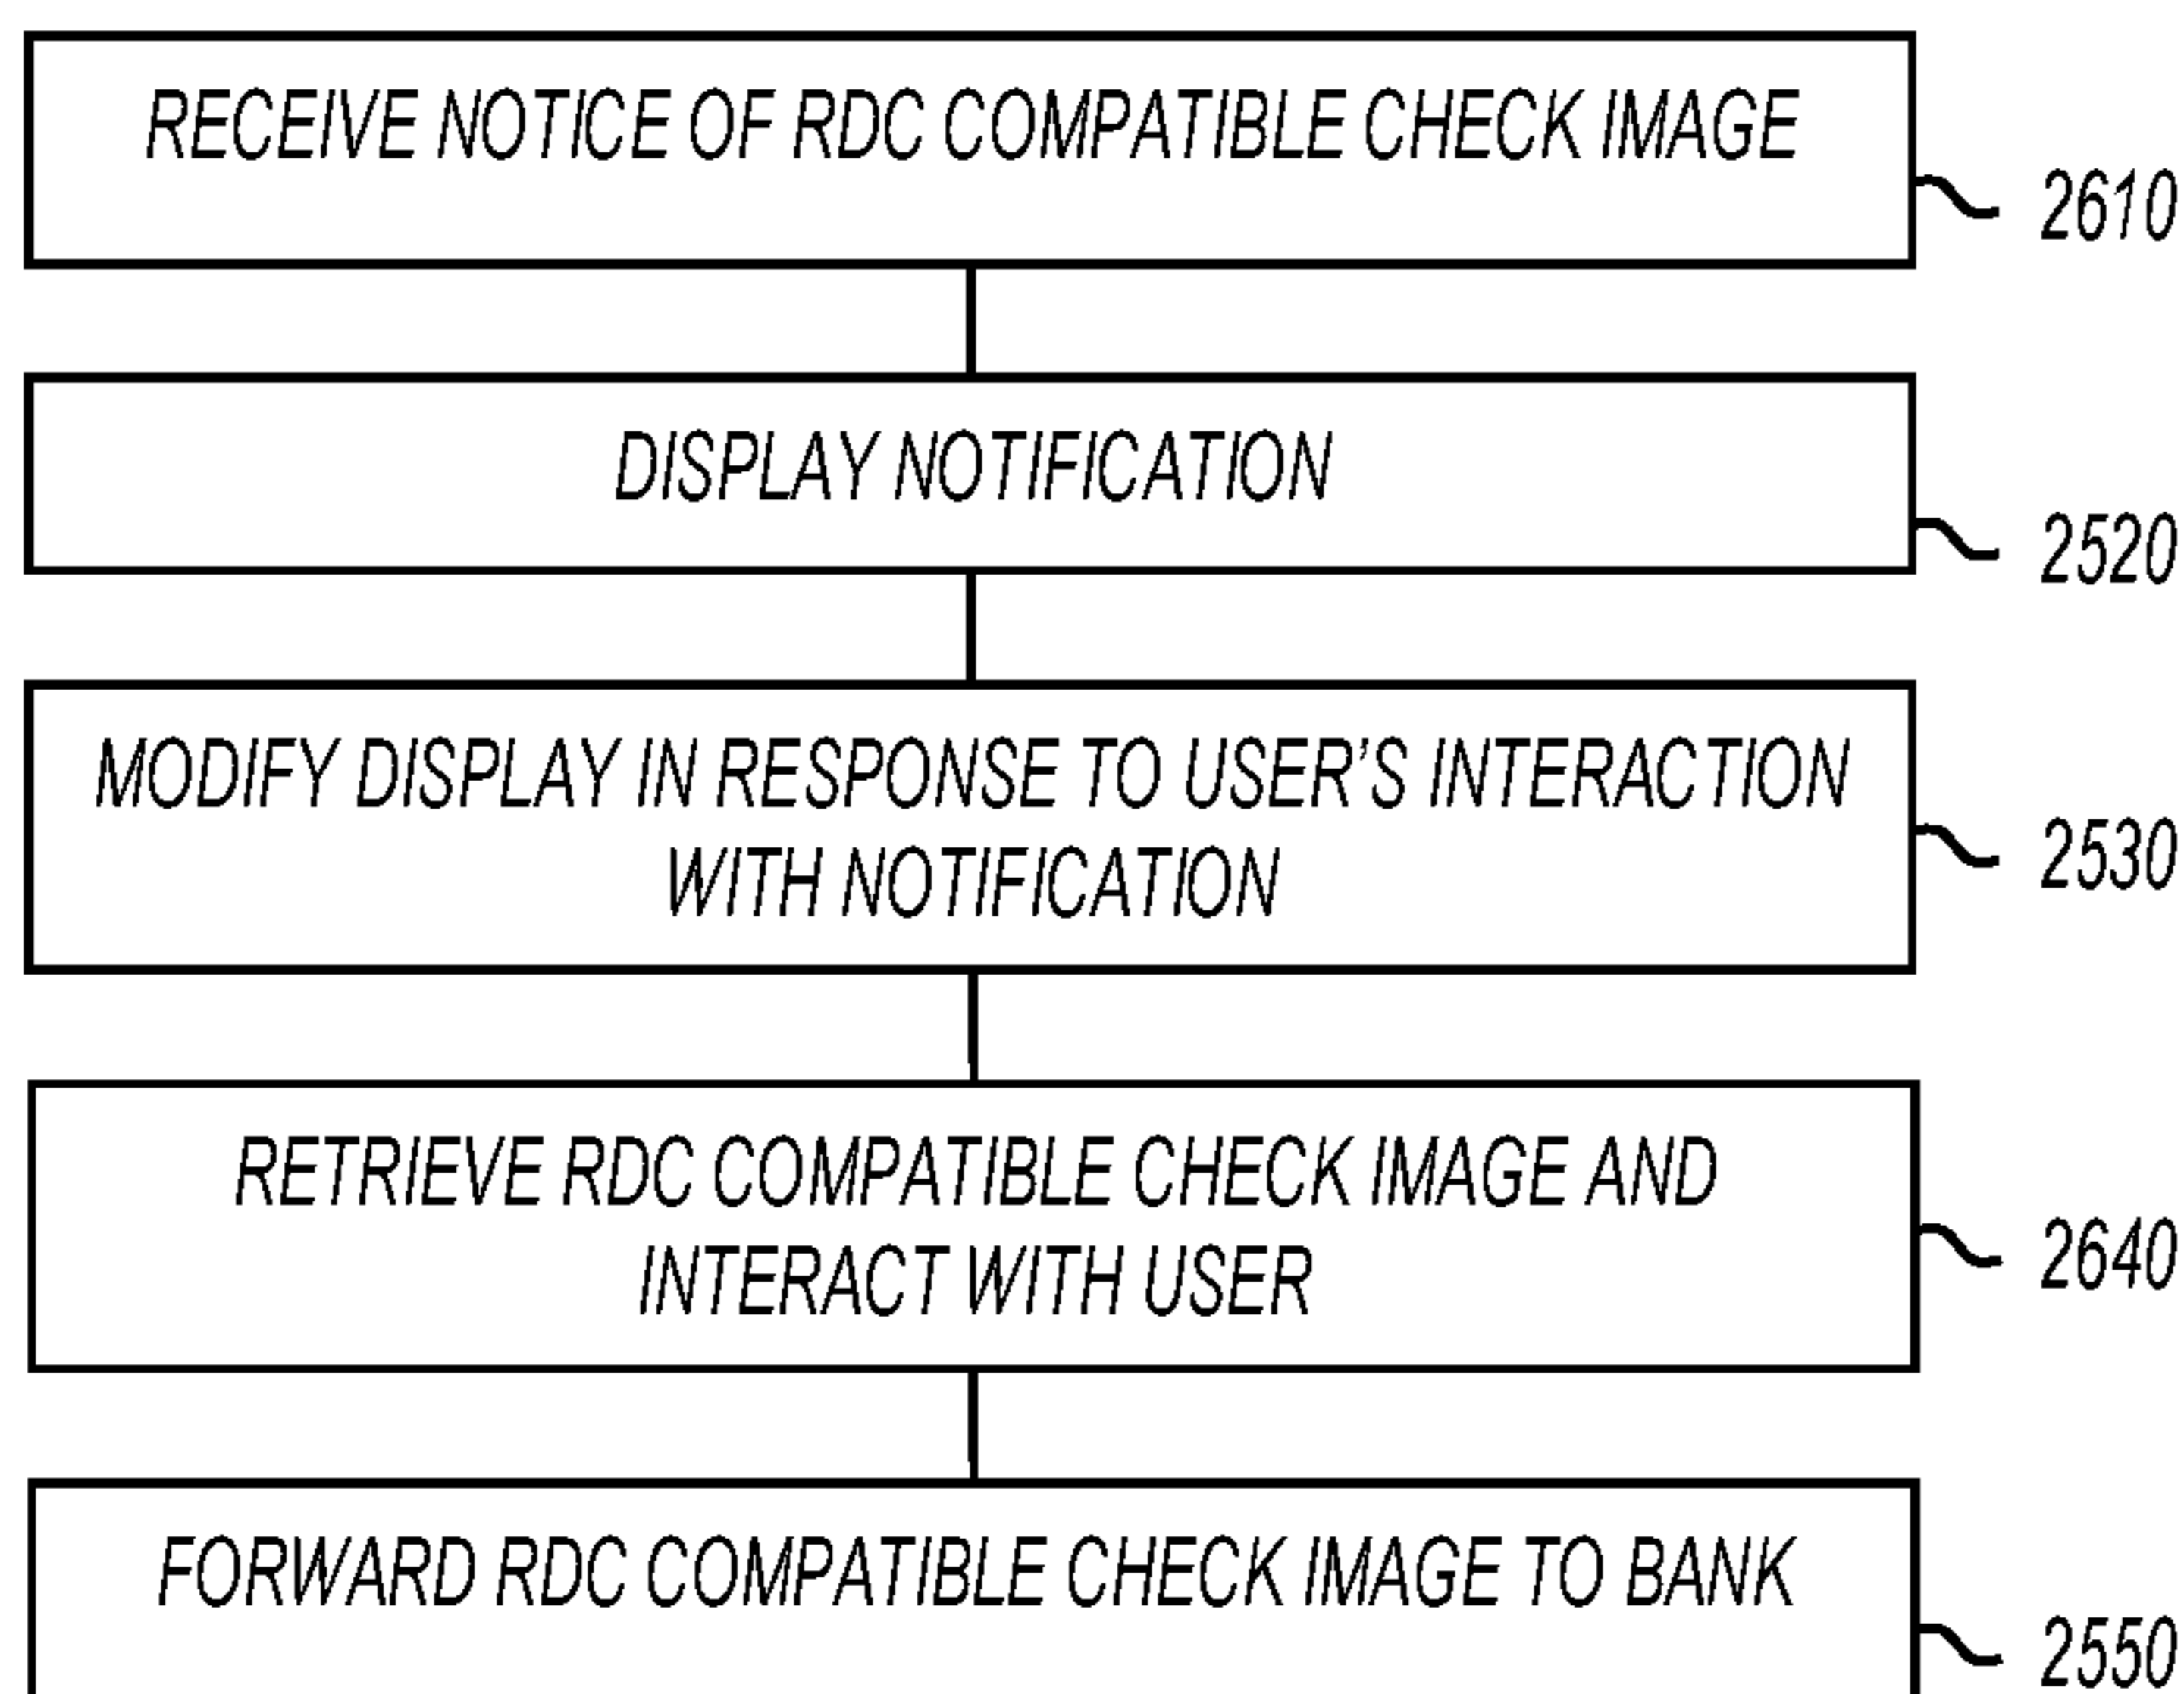 RECEIVE NOTICE OF RDC COMPATIBLE CHECK IMAGE
2610
DISPLAY NOTIFICATION
2520
MODIFY DISPLAY IN RESPONSE TO USER'S INTERACTION
WITH NOTIFICATION
2530
RETRIEVE RDC COMPATIBLE CHECK IMAGE AND
INTERACT WITH USER
2640
FORWARD RDC COMPATIBLE CHECK IMAGE TO BANK
2550